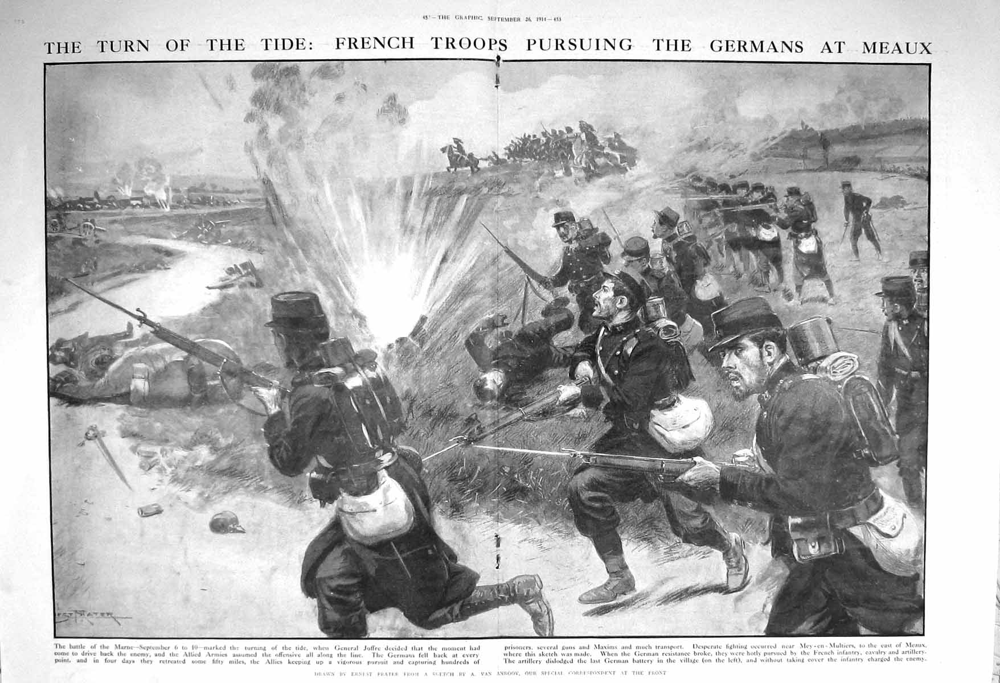 45²—THE GRAPHIC, SEPTEMBER 26, 1914—453
THE TURN OF THE TIDE: FRENCH TROOPS PURSUING THE GERMANS AT MEAUX
EST PRATER
The battle of the Marne—September 6 to 10—marked the turning of the tide, when General Joffre decided that the moment had
come to drive back the enemy, and the Allied Armies assumed the offensive all along the line. The Germans fell back at every
point, and in four days they retreated some fifty miles, the Allies keeping up a vigorous pursuit and capturing hundreds of
prisoners, several guns and Maxims and much transport. Desperate fighting occurred near Mey-en-Multiers, to the east of Meaux,
where this sketch was made. When the German resistance broke, they were hotly pursued by the French infantry, cavalry and artillery.
The artillery dislodged the last German battery in the village (on the left), and without taking cover the infantry charged the enemy.
DRAWN BY ERNEST PRATER FROM A SKETCH BY A. VAN ANROOY, OUR SPECIAL CORRESPONDENT AT THE FRONT